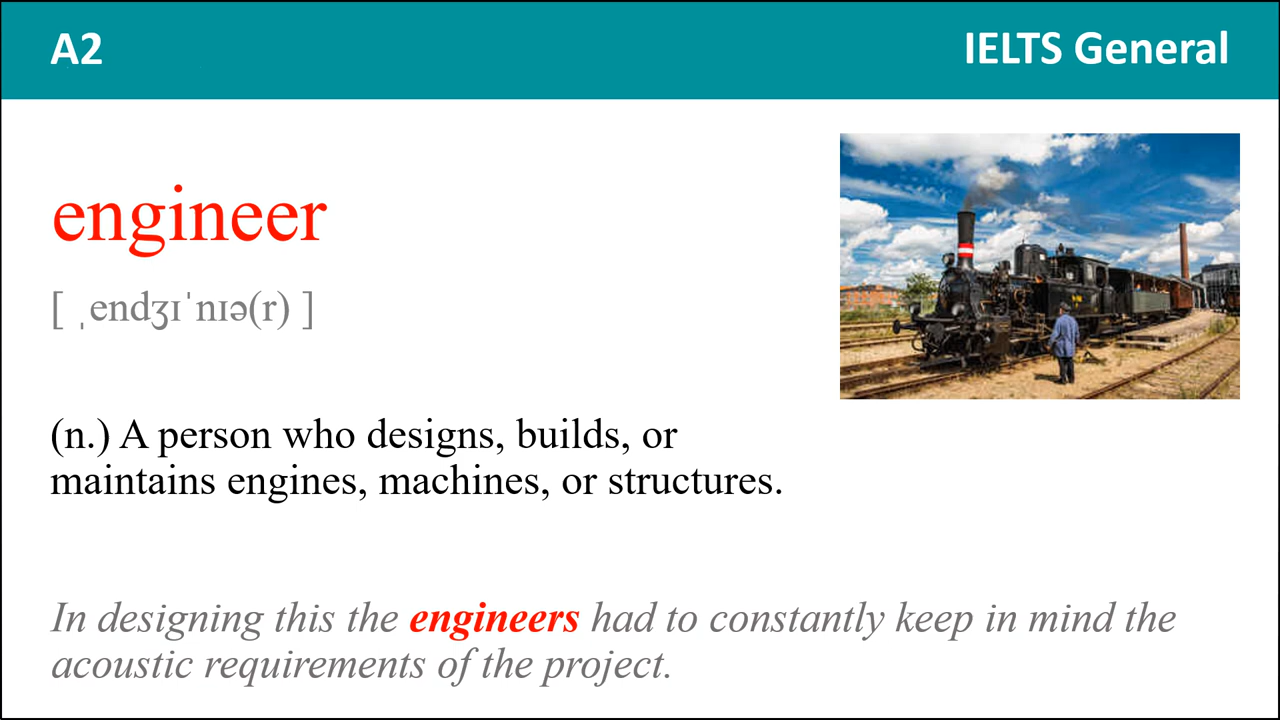 A2
IELTS General
engineer
[ ˌendʒɪˈnɪə(r) ]
(n.) A person who designs, builds, or
maintains engines, machines, or structures.
In designing this the engineers had to constantly keep in mind the
acoustic requirements of the project.